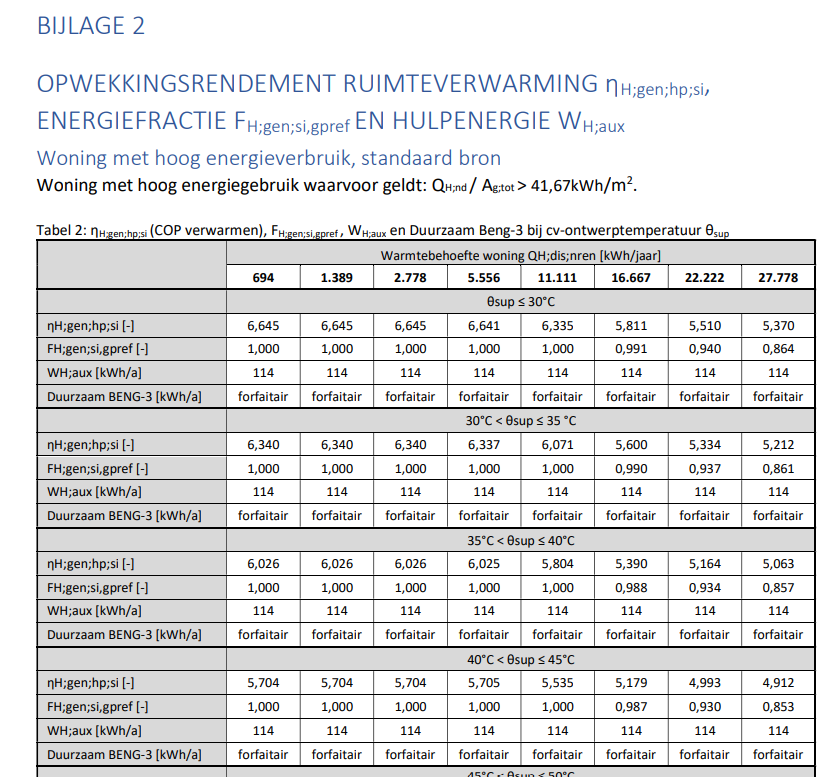 BIJLAGE 2
OPWEKKINGSRENDEMENT RUIMTEVERWARMING ηH;gen;hp;si,
ENERGIEFRACTIE FH;gen;si,gpref EN HULPENERGIE WH;aux
Woning met hoog energieverbruik, standaard bron
Woning met hoog energiegebruik waarvoor geldt: QH;nd / Ag;tot > 41,67kWh/m².
Tabel 2: ηH;gen;hp;si (COP verwarmen), FH;gen;si,gpref , WH;aux en Duurzaam Beng-3 bij cv-ontwerptemperatuur θsup
Warmtebehoefte woning QH;dis;nren [kWh/jaar]
694 1.389 2.778 5.556 11.111 16.667 22.222 27.778
θsup ≤ 30°C
ηH;gen;hp;si [-] 6,645 6,645 6,645 6,641 6,335 5,811 5,510 5,370
FH;gen;si,gpref [-] 1,000 1,000 1,000 1,000 1,000 0,991 0,940 0,864
WH;aux [kWh/a] 114 114 114 114 114 114 114 114
Duurzaam BENG-3 [kWh/a] forfaitair forfaitair forfaitair forfaitair forfaitair forfaitair forfaitair forfaitair
30°C < θsup ≤ 35 °C
ηH;gen;hp;si [-] 6,340 6,340 6,340 6,337 6,071 5,600 5,334 5,212
FH;gen;si,gpref [-] 1,000 1,000 1,000 1,000 1,000 0,990 0,937 0,861
WH;aux [kWh/a] 114 114 114 114 114 114 114 114
Duurzaam BENG-3 [kWh/a] forfaitair forfaitair forfaitair forfaitair forfaitair forfaitair forfaitair forfaitair
35°C < θsup ≤ 40°C
ηH;gen;hp;si [-] 6,026 6,026 6,026 6,025 5,804 5,390 5,164 5,063
FH;gen;si,gpref [-] 1,000 1,000 1,000 1,000 1,000 0,988 0,934 0,857
WH;aux [kWh/a] 114 114 114 114 114 114 114 114
Duurzaam BENG-3 [kWh/a] forfaitair forfaitair forfaitair forfaitair forfaitair forfaitair forfaitair forfaitair
40°C < θsup ≤ 45°C
ηH;gen;hp;si [-] 5,704 5,704 5,704 5,705 5,535 5,179 4,993 4,912
FH;gen;si,gpref [-] 1,000 1,000 1,000 1,000 1,000 0,987 0,930 0,853
WH;aux [kWh/a] 114 114 114 114 114 114 114 114
Duurzaam BENG-3 [kWh/a] forfaitair forfaitair forfaitair forfaitair forfaitair forfaitair forfaitair forfaitair
45°C < θsup ≤ 50°C